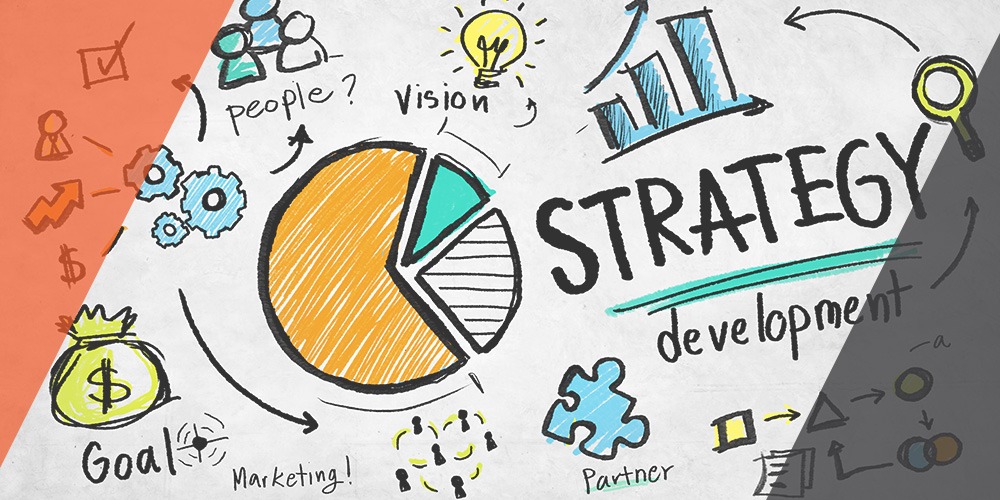 people?
Vision
STRATEGY
development
$
$
Goal
Marketing!
Partner
a